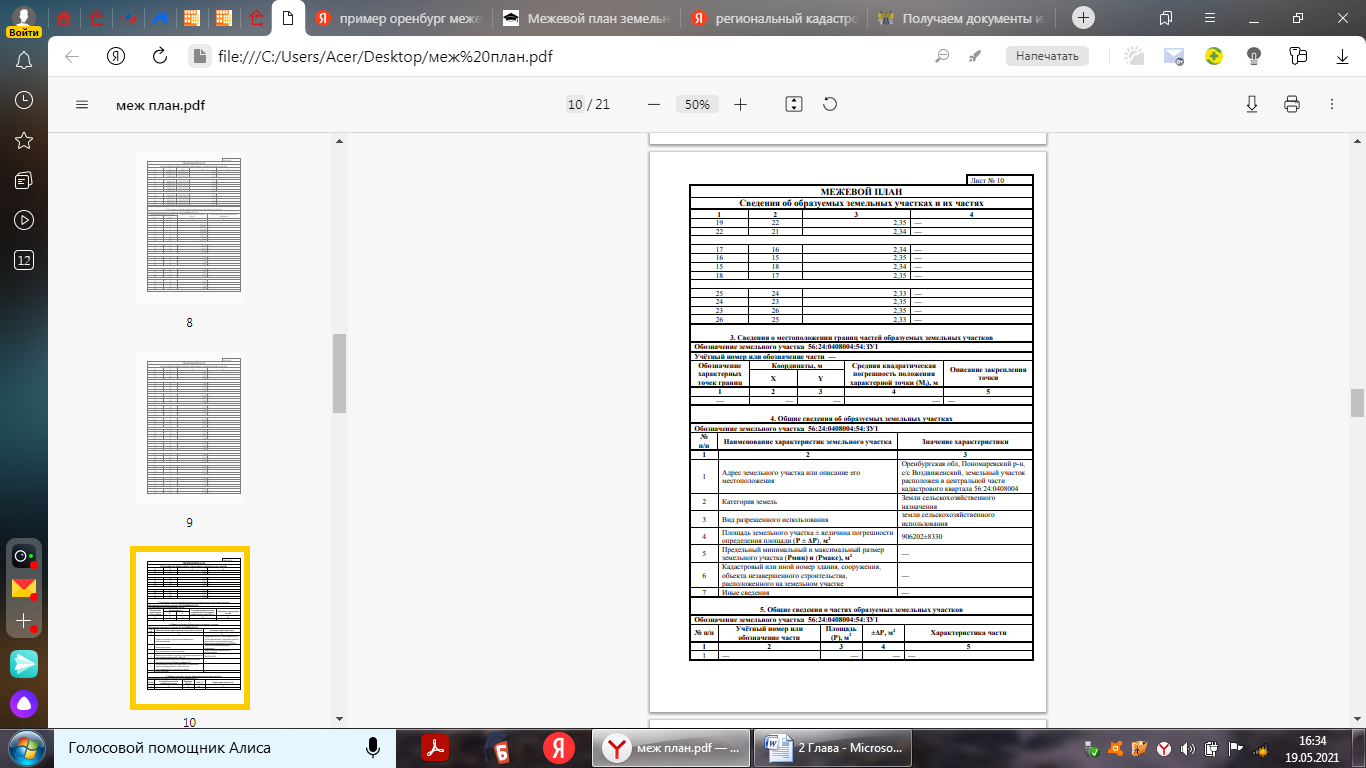 пример оренбург меже
Межевой план земельн
региональный кадастро
Получаем документы и
Войти
file:///C:/Users/Acer/Desktop/меж%20план.pdf
Напечатать
меж план.pdf
10 / 21
50%
12
8
9
10
Лист № 10
МЕЖЕВОЙ ПЛАН
Сведения об образуемых земельных участках и их частях
1 2 3 4
19 22 2,35 —
22 21 2,34 —
17 16 2,34 —
16 15 2,35 —
15 18 2,34 —
18 17 2,35 —
25 24 2,33 —
24 23 2,35 —
23 26 2,35 —
26 25 2,33 —
3. Сведения о местоположении границ частей образуемых земельных участков
Обозначение земельного участка 56:24:0408004:54:ЗУ1
Учётный номер или обозначение части —
Обозначение характерных точек границ
Координаты, м
X Y
Средняя квадратическая погрешность положения характерной точки (Mt), м
Описание закрепления точки
1 2 3 4 5
— — — — —
4. Общие сведения об образуемых земельных участках
Обозначение земельного участка 56:24:0408004:54:ЗУ1
№ п/п Наименование характеристик земельного участка Значение характеристики
1 2 3
1 Адрес земельного участка или описание его местоположения
Оренбургская обл, Пономаревский р-н,
с/с Воздвиженский, земельный участок
расположен в центральной части
кадастрового квартала 56:24:0408004
2 Категория земель
Земли сельскохозяйственного
назначения
3 Вид разрешенного использования
земли сельскохозяйственного
использования
4 Площадь земельного участка ± величина погрешности
определения площади (P ± ΔP), м²
906202±8330
5 Предельный минимальный и максимальный размер
земельного участка (Pмин) и (Pмакс), м²
—
6 Кадастровый или иной номер здания, сооружения,
объекта незавершенного строительства,
расположенного на земельном участке
—
7 Иные сведения —
5. Общие сведения о частях образуемых земельных участков
Обозначение земельного участка 56:24:0408004:54:ЗУ1
№ п/п
Учётный номер или обозначение части
Площадь (P), м²
±ΔP, м²
Характеристика части
1 2 3 4 5
1 — — — —
Голосовой помощник Алиса
меж план.pdf — ...
2 Глава - Microso...
16:34
19.05.2021